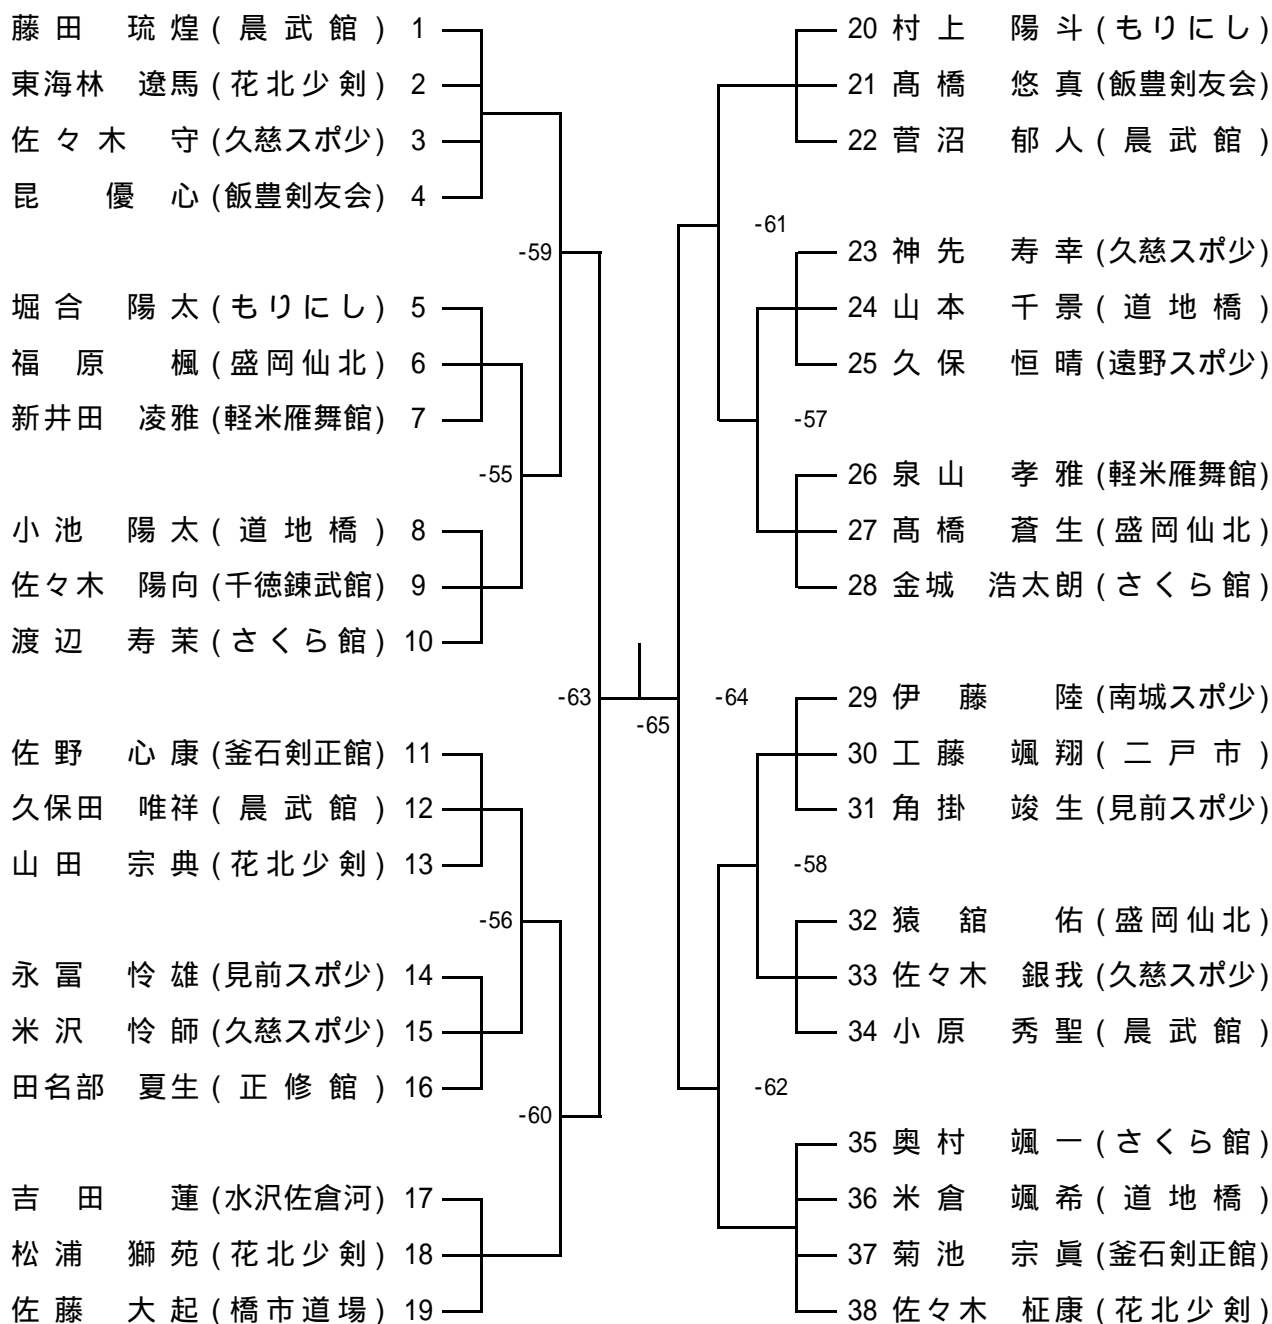 藤田 琉煌(晨武館) 1
東海林 遼馬(花北少剣) 2
佐々木 守(久慈スポ少) 3
昆 優心(飯豊剣友会) 4
-59
堀合 陽太(もりにし) 5
福原 楓(盛岡仙北) 6
新井田 凌雅(軽米雁舞館) 7
-55
小池 陽太(道地橋) 8
佐々木 陽向(千徳錬武館) 9
渡辺 寿茉(さくら館) 10
-63
佐野 心康(釜石剣正館) 11
久保田 唯祥(晨武館) 12
山田 宗典(花北少剣) 13
-56
永冨 怜雄(見前スポ少) 14
米沢 怜師(久慈スポ少) 15
田名部 夏生(正修館) 16
-60
吉田 蓮(水沢佐倉河) 17
松浦 獅苑(花北少剣) 18
佐藤 大起(橋市道場) 19
-65
20 村上 陽斗(もりにし)
21 髙橋 悠真(飯豊剣友会)
22 菅沼 郁人(晨武館)
-61
23 神先 寿幸(久慈スポ少)
24 山本 千景(道地橋)
25 久保 恒晴(遠野スポ少)
-57
26 泉山 孝雅(軽米雁舞館)
27 髙橋 蒼生(盛岡仙北)
28 金城 浩太朗(さくら館)
-64
29 伊藤 陸(南城スポ少)
30 工藤 颯翔(二戸市)
31 角掛 竣生(見前スポ少)
-58
32 猿舘 佑(盛岡仙北)
33 佐々木 銀我(久慈スポ少)
34 小原 秀聖(晨武館)
-62
35 奥村 颯一(さくら館)
36 米倉 颯希(道地橋)
37 菊池 宗眞(釜石剣正館)
38 佐々木 柾康(花北少剣)